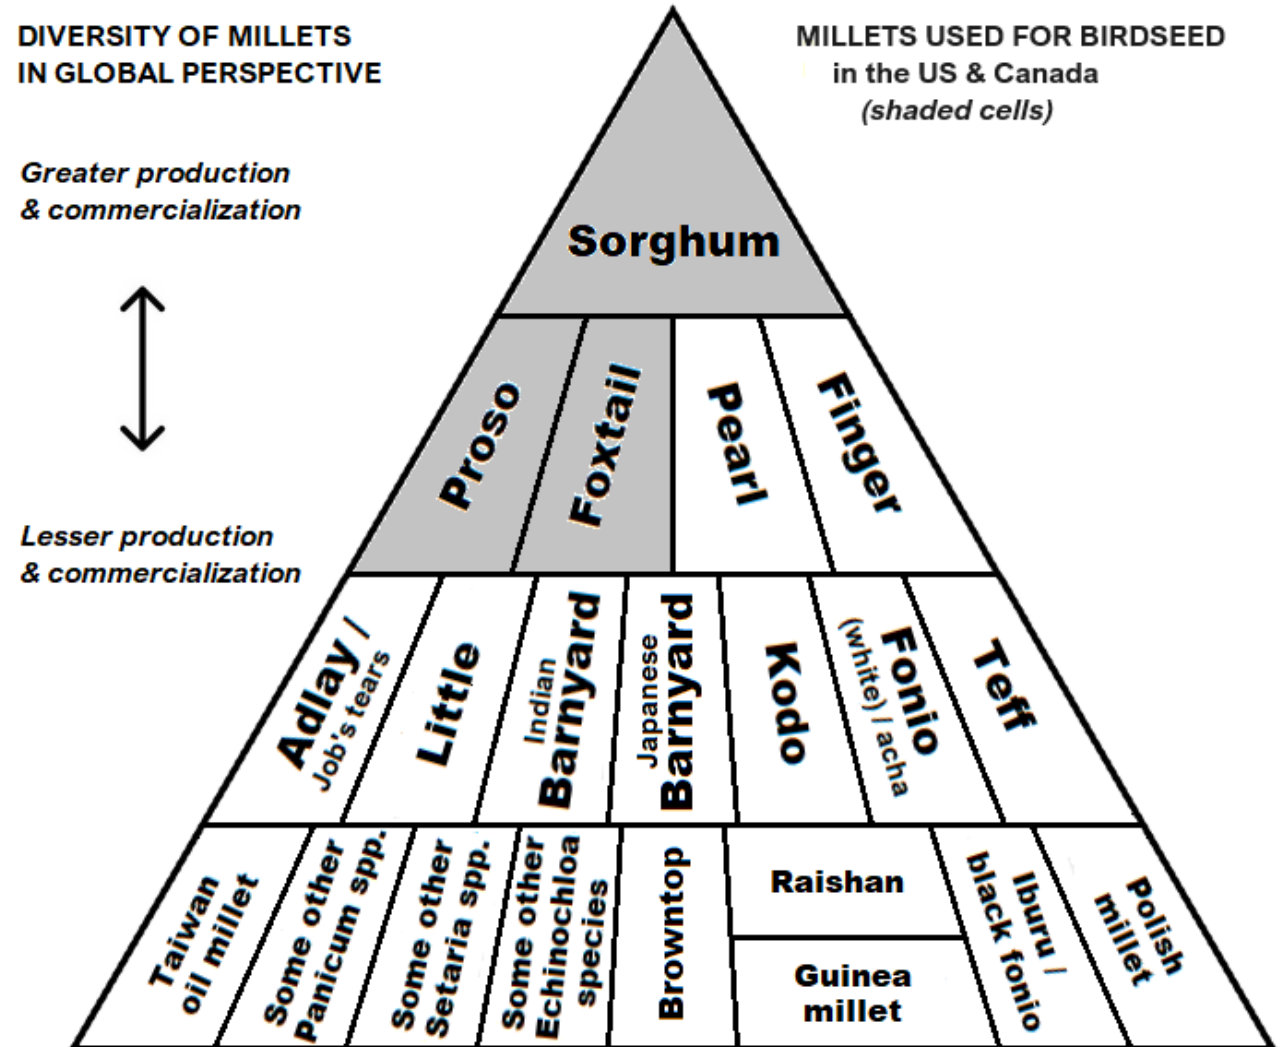 DIVERSITY OF MILLETS
IN GLOBAL PERSPECTIVE
MILLETS USED FOR BIRDSEED
in the US & Canada
(shaded cells)
Greater production
& commercialization
Lesser production
& commercialization
Sorghum
Proso
Foxtail
Pearl
Finger
Adlay /
Job's tears
Little
Indian
Barnyard
Japanese
Barnyard
Kodo
Fonio
(white) / acha
Teff
Taiwan
oil millet
Some other
Panicum spp.
Some other
Setaria spp.
Some other
Echinochloa
species
Browntop
Raishan
Guinea
millet
Iburu /
black fonio
Polish
millet